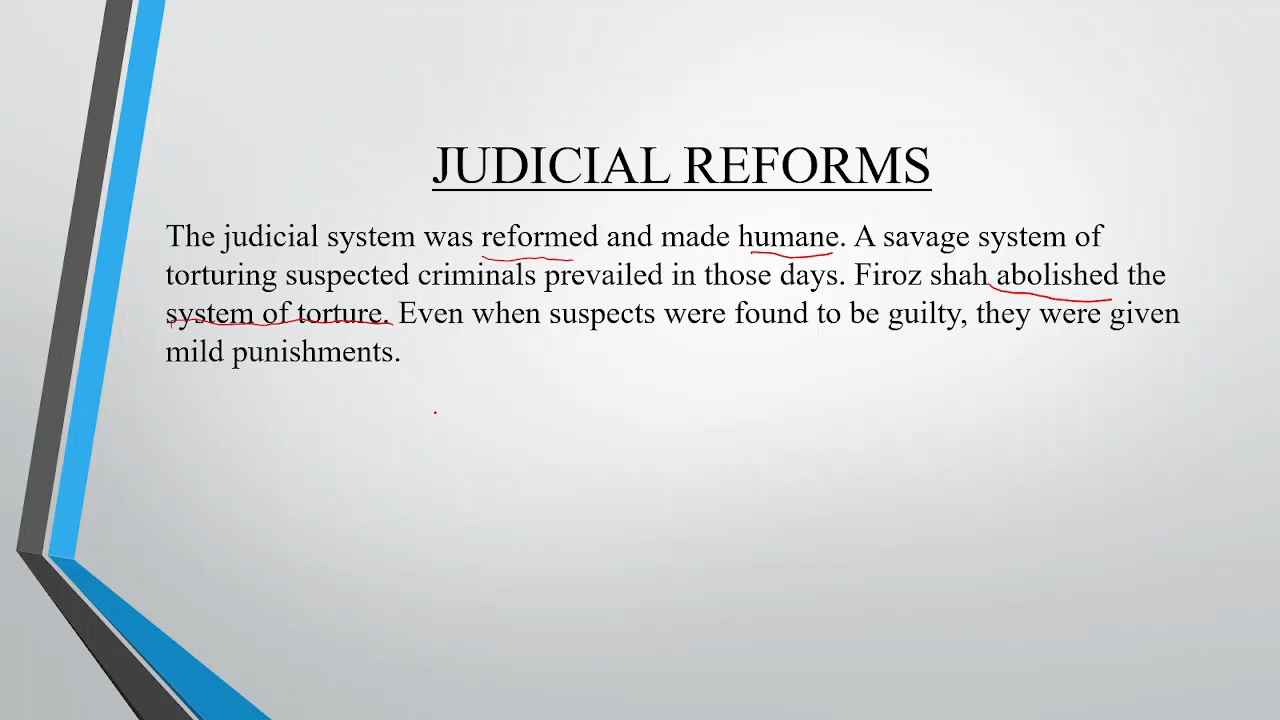 JUDICIAL REFORMS
The judicial system was reformed and made humane. A savage system of
torturing suspected criminals prevailed in those days. Firoz shah abolished the
system of torture. Even when suspects were found to be guilty, they were given
mild punishments.